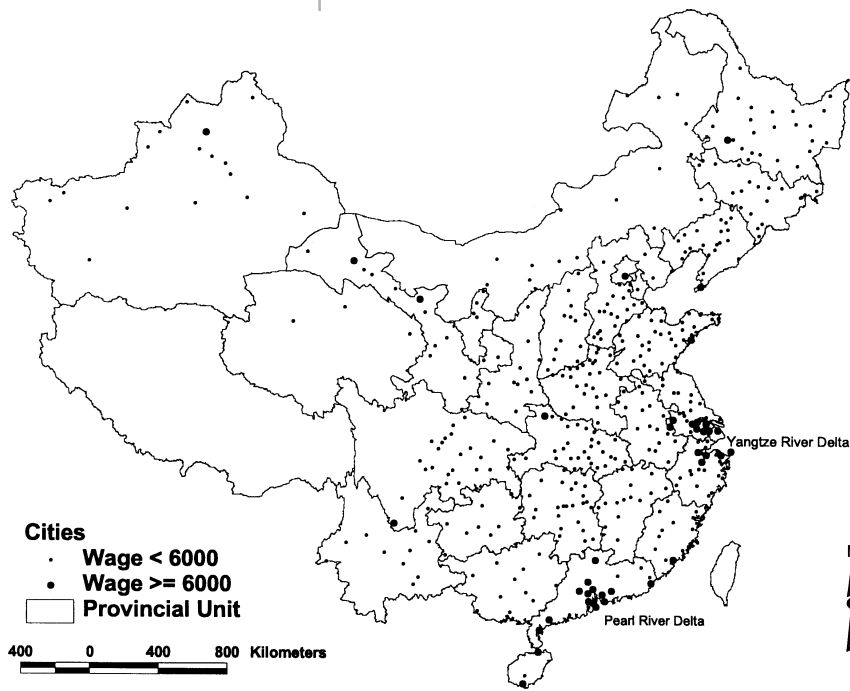 Yangtze River Delta
Cities
Wage < 6000
Wage >= 6000
Provincial Unit
Pearl River Delta
400 0 400 800 Kilometers